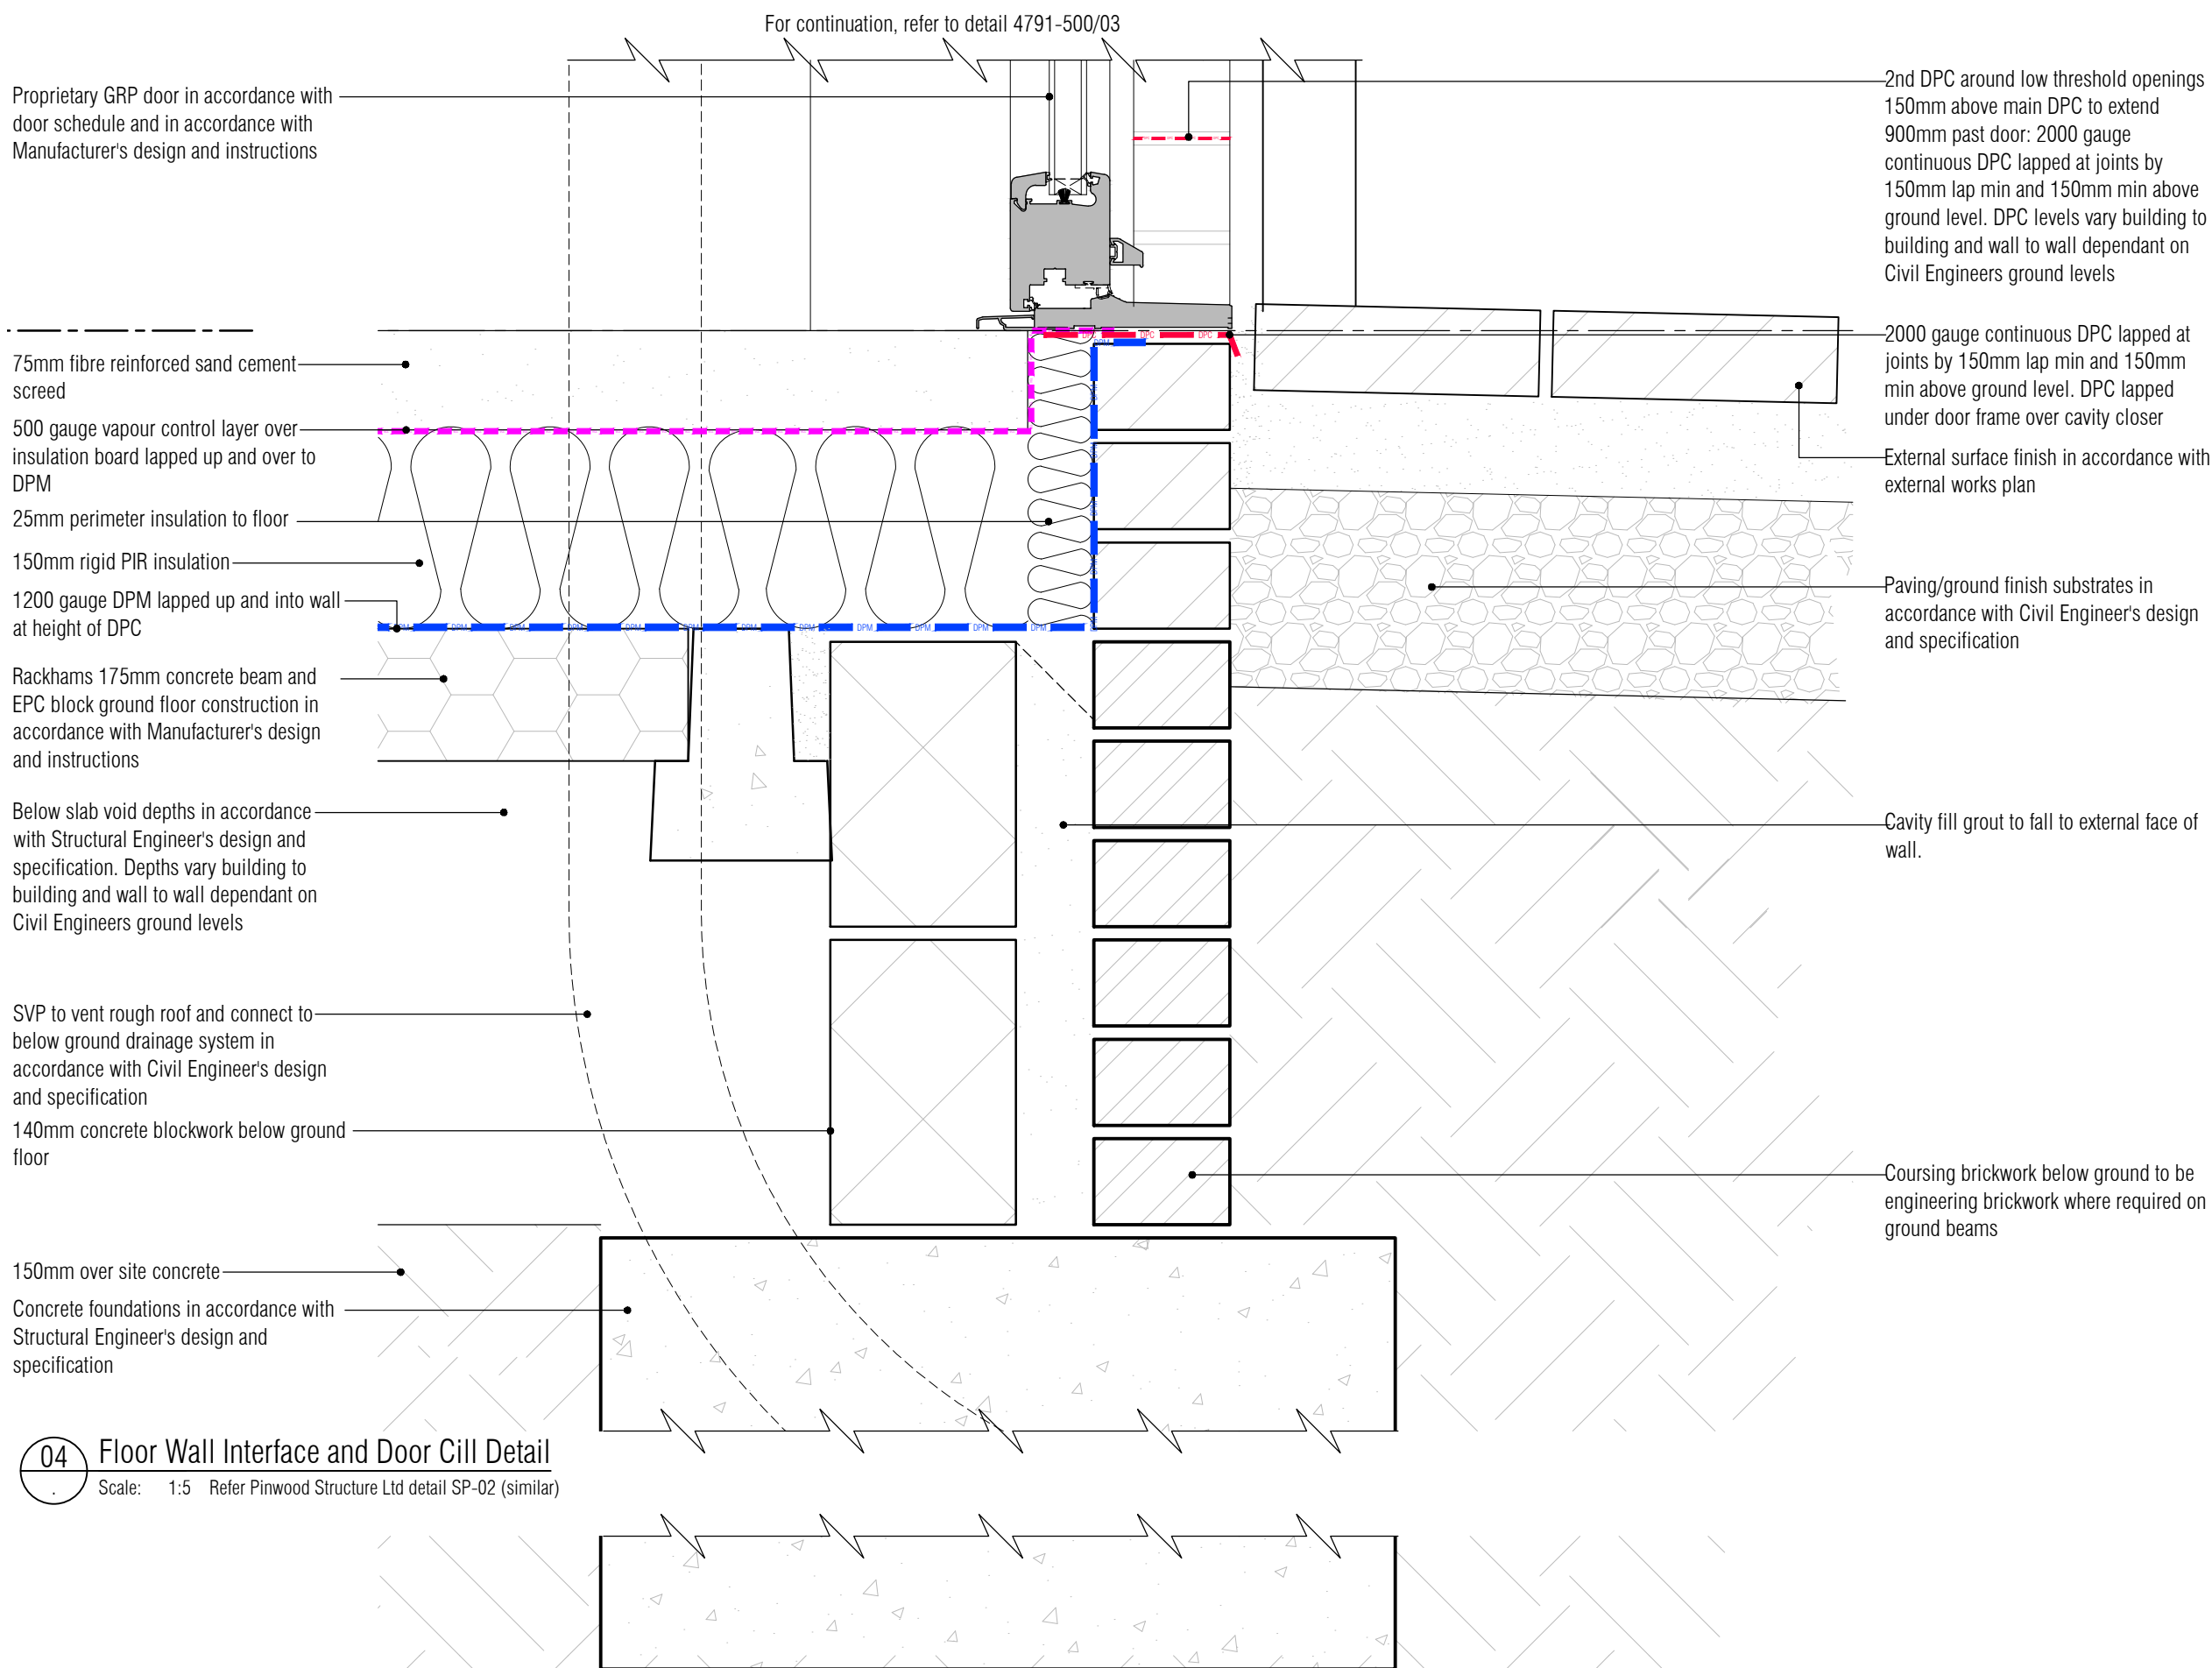 For continuation, refer to detail 4791-500/03
Proprietary GRP door in accordance with
door schedule and in accordance with
Manufacturer's design and instructions
75mm fibre reinforced sand cement
screed
500 gauge vapour control layer over
insulation board lapped up and over to
DPM
25mm perimeter insulation to floor
150mm rigid PIR insulation
1200 gauge DPM lapped up and into wall
at height of DPC
Rackhams 175mm concrete beam and
EPC block ground floor construction in
accordance with Manufacturer's design
and instructions
Below slab void depths in accordance
with Structural Engineer's design and
specification. Depths vary building to
building and wall to wall dependant on
Civil Engineers ground levels
SVP to vent rough roof and connect to
below ground drainage system in
accordance with Civil Engineer's design
and specification
140mm concrete blockwork below ground
floor
150mm over site concrete
Concrete foundations in accordance with
Structural Engineer's design and
specification
2nd DPC around low threshold openings
150mm above main DPC to extend
900mm past door: 2000 gauge
continuous DPC lapped at joints by
150mm lap min and 150mm min above
ground level. DPC levels vary building to
building and wall to wall dependant on
Civil Engineers ground levels
2000 gauge continuous DPC lapped at
joints by 150mm lap min and 150mm
min above ground level. DPC lapped
under door frame over cavity closer
External surface finish in accordance with
external works plan
Paving/ground finish substrates in
accordance with Civil Engineer's design
and specification
Cavity fill grout to fall to external face of
wall.
Coursing brickwork below ground to be
engineering brickwork where required on
ground beams
DPC DPC DPC
DPM
DPM DPM DPM DPM DPM DPM DPM DPM DPM DPM DPM
04 Floor Wall Interface and Door Cill Detail
Scale: 1:5 Refer Pinwood Structure Ltd detail SP-02 (similar)